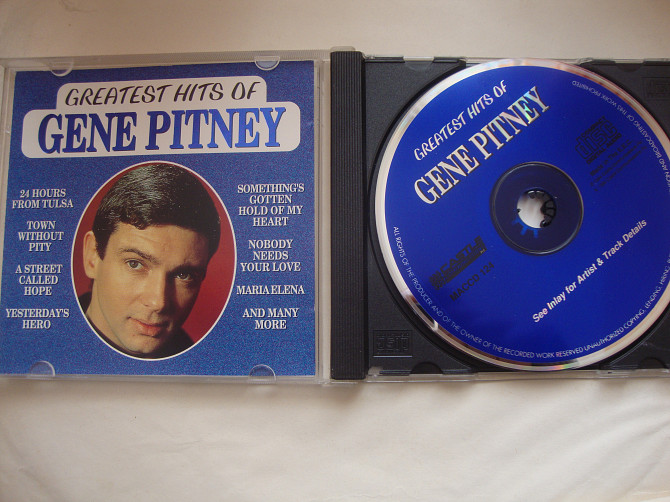 GREATEST HITS OF
GENE PITNEY
24 HOURS
FROM TULSA
TOWN
WITHOUT
PITY
A STREET
CALLED
HOPE
YESTERDAY'S
HERO
SOMETHING'S
GOTTEN
HOLD OF MY
HEART
NOBODY
NEEDS
YOUR LOVE
MARIA ELENA
AND MANY
MORE
GREATEST HITS OF
GENE PITNEY
See Inlay for Artist & Track Details
ALL RIGHTS OF THE PRODUCER AND OF THE OWNER OF THE RECORDED WORK RESERVED UNAUTHORIZED COPYING, LENDING, HIRING,